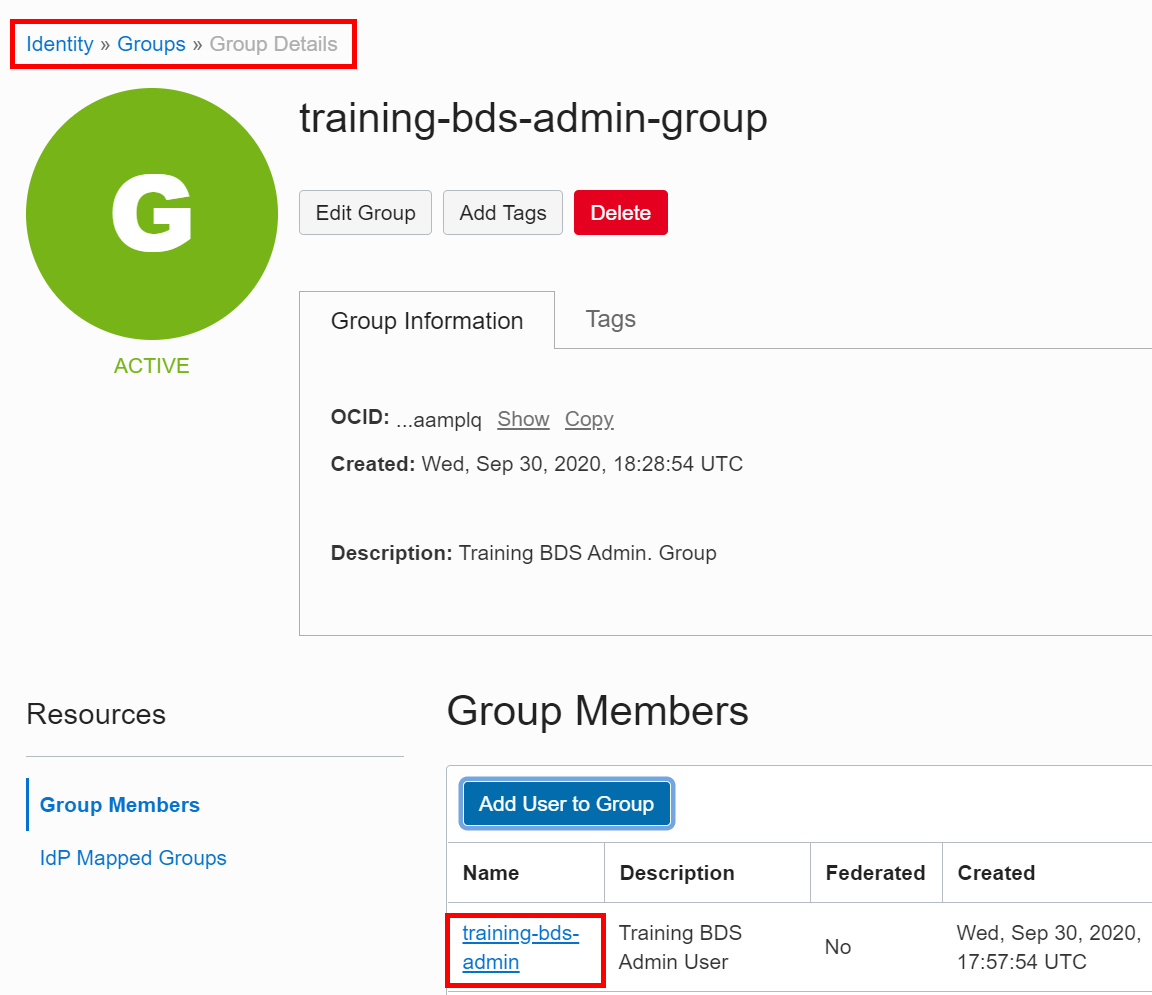 Identity » Groups » Group Details
training-bds-admin-group
G
ACTIVE
Edit Group Add Tags Delete
Group Information Tags
OCID: ...aamplq Show Copy
Created: Wed, Sep 30, 2020, 18:28:54 UTC
Description: Training BDS Admin. Group
Resources
Group Members
IdP Mapped Groups
Group Members
Add User to Group
Name Description Federated Created
training-bds-
admin
Training BDS
Admin User
No
Wed, Sep 30, 2020,
17:57:54 UTC